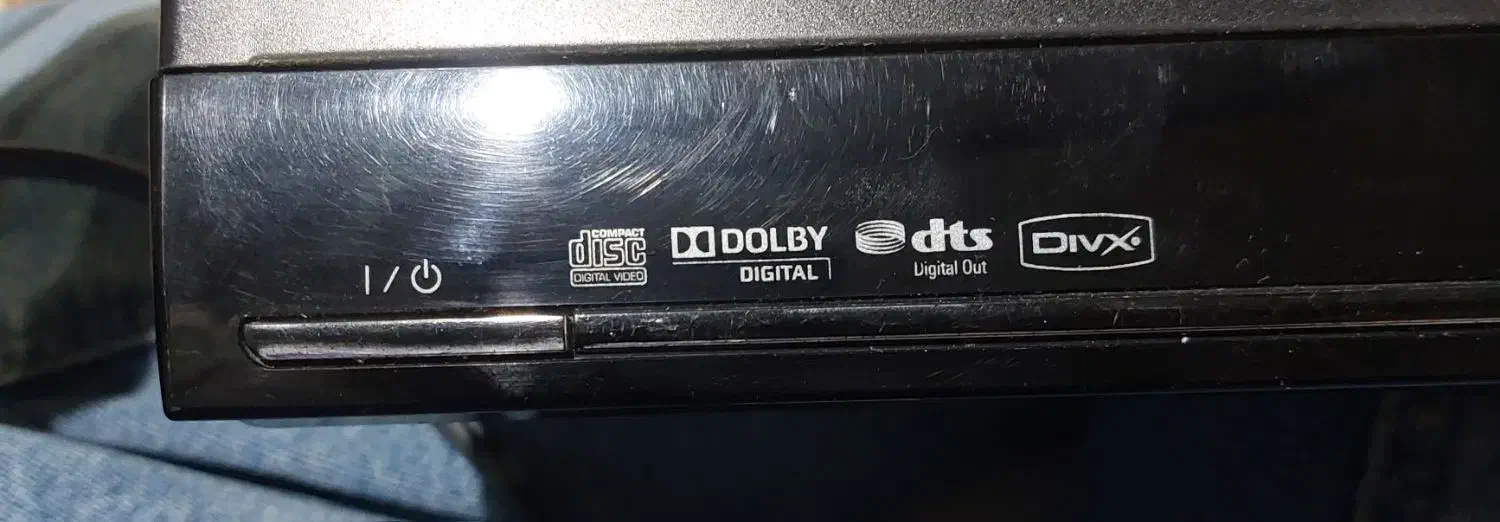 I/⏻
COMPACT
disc
DIGITAL VIDEO
DOLBY
DIGITAL
dts
Digital Out
DIVX